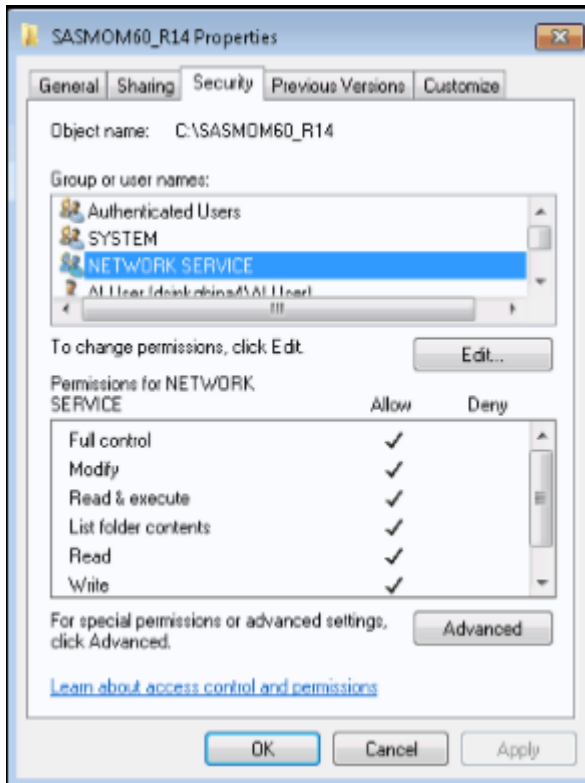 SASMOM60_R14 Properties
General Sharing Security Previous Versions Customize
Object name: C:\SASMOM60_R14
Group or user names:
Authenticated Users
SYSTEM
NETWORK SERVICE
To change permissions, click Edit.
Edit...
Permissions for NETWORK
SERVICE Allow Deny
Full control
Modify
Read & execute
List folder contents
Read
Write
For special permissions or advanced settings,
click Advanced.
Advanced
Learn about access control and permissions
OK Cancel Apply